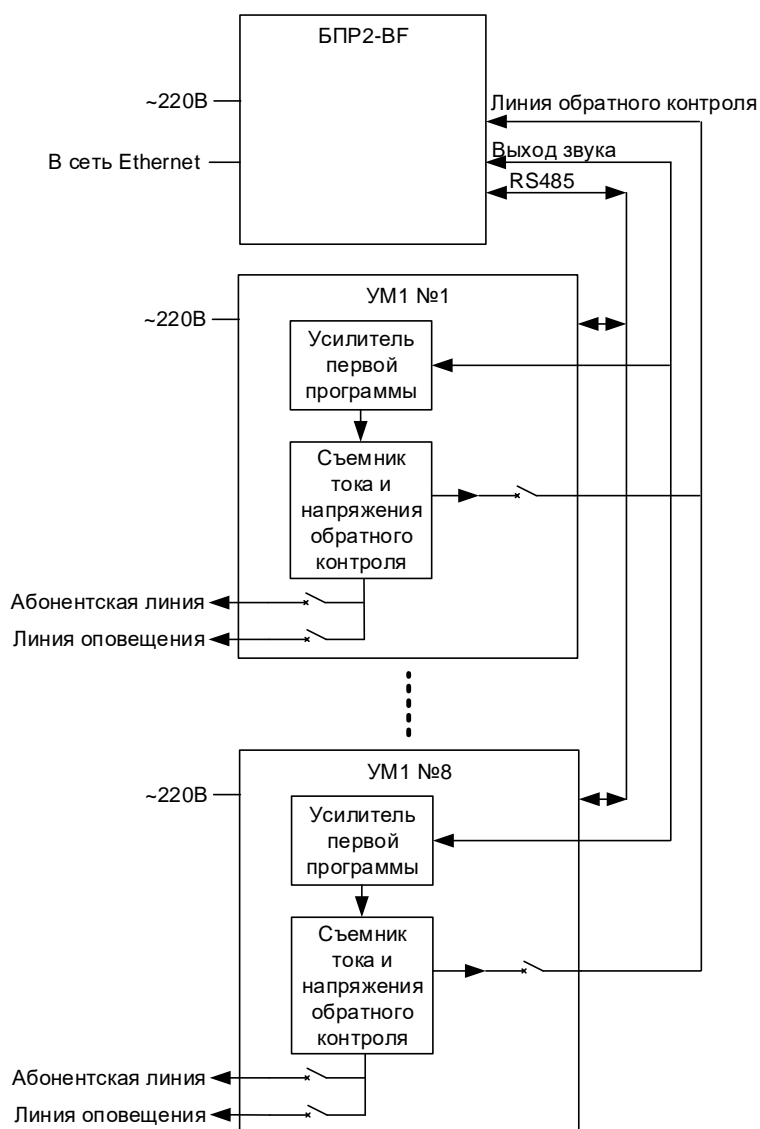 БПР2-BF
~220В
Линия обратного контроля
В сеть Ethernet
Выход звука
RS485
УМ1 №1
~220В
Усилитель
первой
программы
Съемник
тока и
напряжения
обратного
контроля
Абонентская линия
Линия оповещения
УМ1 №8
~220В
Усилитель
первой
программы
Съемник
тока и
напряжения
обратного
контроля
Абонентская линия
Линия оповещения